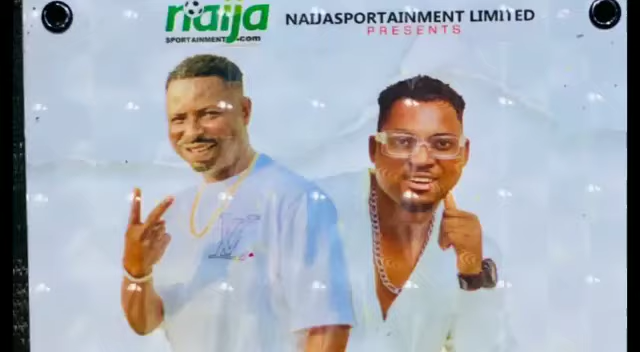 naija
SPORTAINMENT .com
NAIJASPORTAINMENT LIMITED
PRESENTS